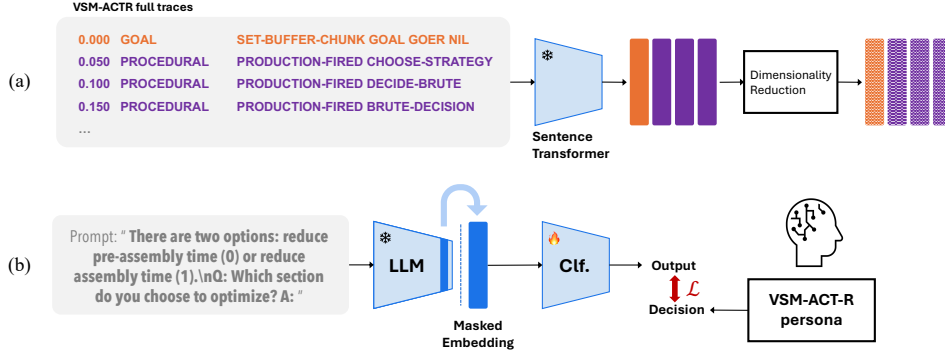 VSM-ACTR full traces
(a)
0.000 GOAL SET-BUFFER-CHUNK GOAL GOER NIL
0.050 PROCEDURAL PRODUCTION-FIRED CHOOSE-STRATEGY
0.100 PROCEDURAL PRODUCTION-FIRED DECIDE-BRUTE
0.150 PROCEDURAL PRODUCTION-FIRED BRUTE-DECISION
...
Sentence
Transformer
Dimensionality
Reduction
(b)
Prompt: “ There are two options: reduce
pre-assembly time (0) or reduce
assembly time (1).\nQ: Which section
do you choose to optimize? A: “
LLM
Masked
Embedding
Clf.
Output
ℒ
Decision
VSM-ACT-R
persona